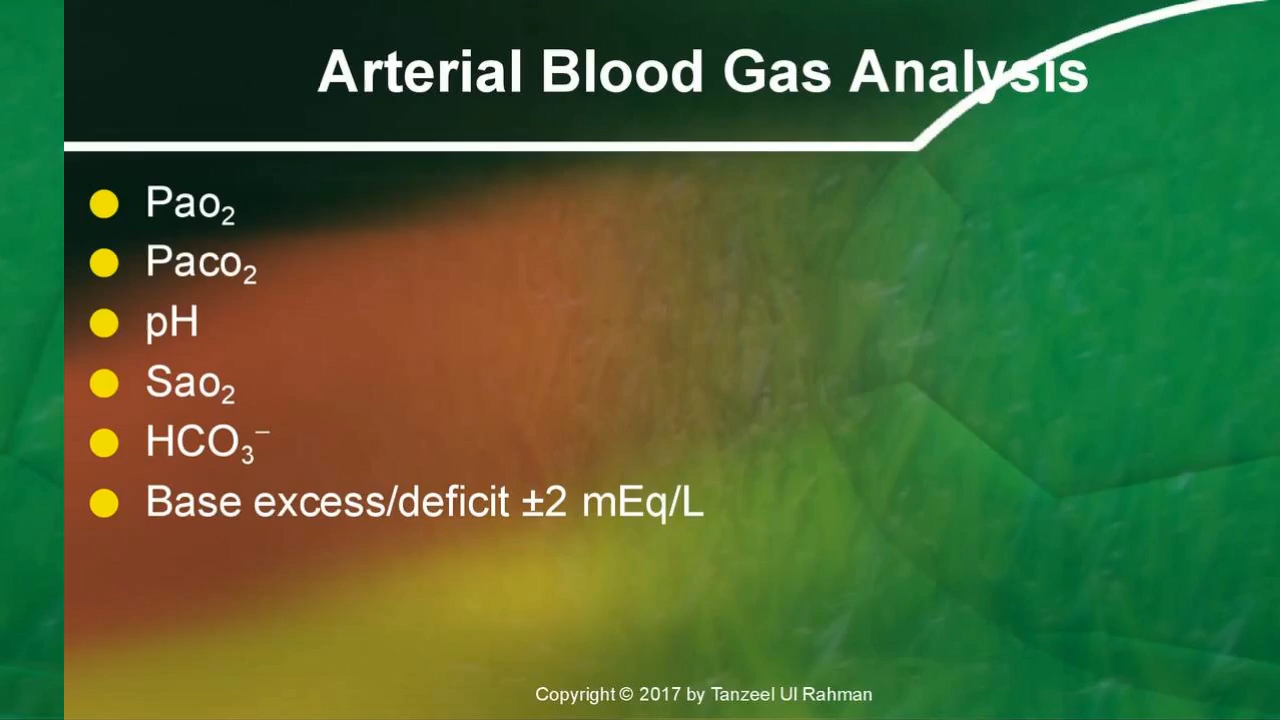 Arterial Blood Gas Analysis
Pao₂
Paco₂
pH
Sao₂
HCO₃⁻
Base excess/deficit ±2 mEq/L
Copyright © 2017 by Tanzeel Ul Rahman